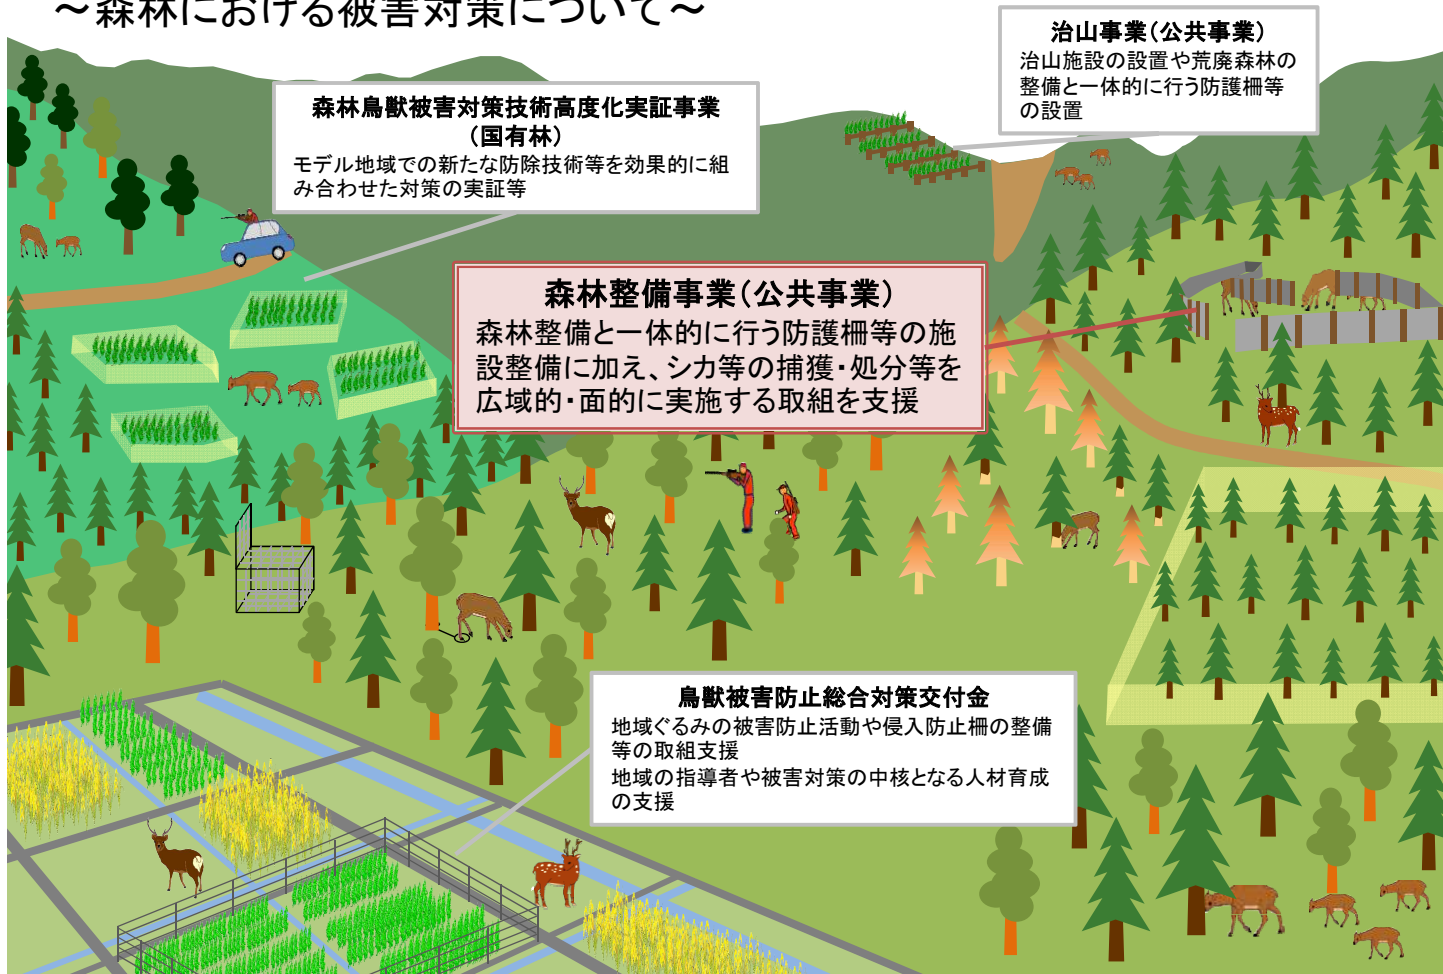 ～森林における被害対策について～
治山事業（公共事業）
治山施設の設置や荒廃森林の
整備と一体的に行う防護柵等
の設置
森林鳥獣被害対策技術高度化実証事業
（国有林）
モデル地域での新たな防除技術等を効果的に組
み合わせた対策の実証等
森林整備事業（公共事業）
森林整備と一体的に行う防護柵等の施
設整備に加え、シカ等の捕獲・処分等を
広域的・面的に実施する取組を支援
鳥獣被害防止総合対策交付金
地域ぐるみの被害防止活動や侵入防止柵の整備
等の取組支援
地域の指導者や被害対策の中核となる人材育成
の支援